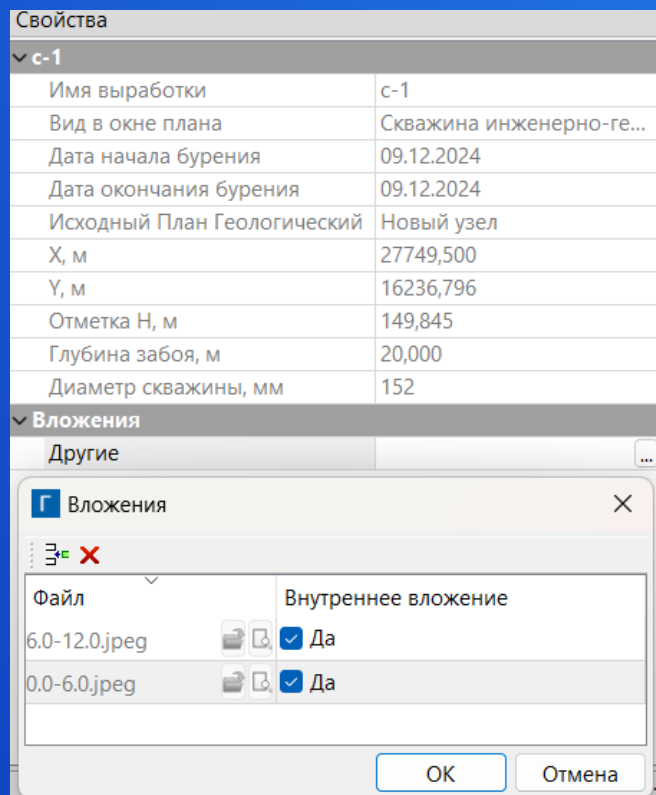 Свойства
с-1
Имя выработки с-1
Вид в окне плана Скважина инженерно-ге...
Дата начала бурения 09.12.2024
Дата окончания бурения 09.12.2024
Исходный План Геологический Новый узел
X, м 27749,500
Y, м 16236,796
Отметка H, м 149,845
Глубина забоя, м 20,000
Диаметр скважины, мм 152
Вложения
Другие ...
Г Вложения
Файл Внутреннее вложение
6.0-12.0.jpeg Да
0.0-6.0.jpeg Да
ОК Отмена